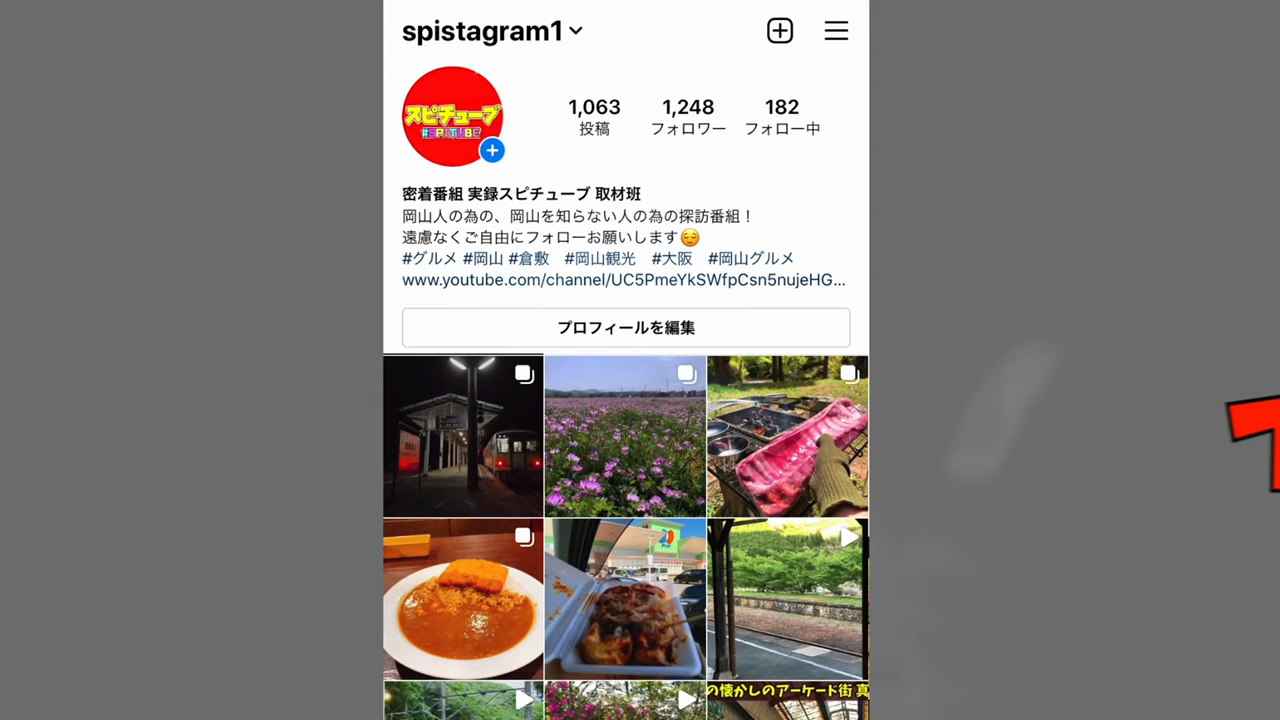 spistagram1
スピチューブ
#SPITUBE
1,063 1,248 182
投稿 フォロワー フォロー中
密着番組 実録スピチューブ 取材班
岡山人の為の、岡山を知らない人の為の探訪番組！
遠慮なくご自由にフォローお願いします😌
#グルメ #岡山 #倉敷　#岡山観光　#大阪　#岡山グルメ
www.youtube.com/channel/UC5PmeYkSWfpCsn5nujeHG...
プロフィールを編集
の懐かしのアーケード街 真